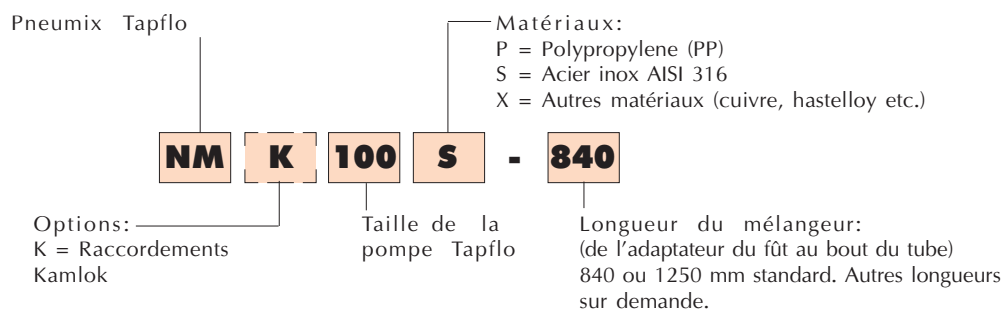 Pneumix Tapflo
Matériaux:
P = Polypropylene (PP)
S = Acier inox AISI 316
X = Autres matériaux (cuivre, hastelloy etc.)
NM K 100 S - 840
Options:
K = Raccordements
Kamlok
Taille de la
pompe Tapflo
Longueur du mélangeur:
(de l'adaptateur du fût au bout du tube)
840 ou 1250 mm standard. Autres longueurs
sur demande.